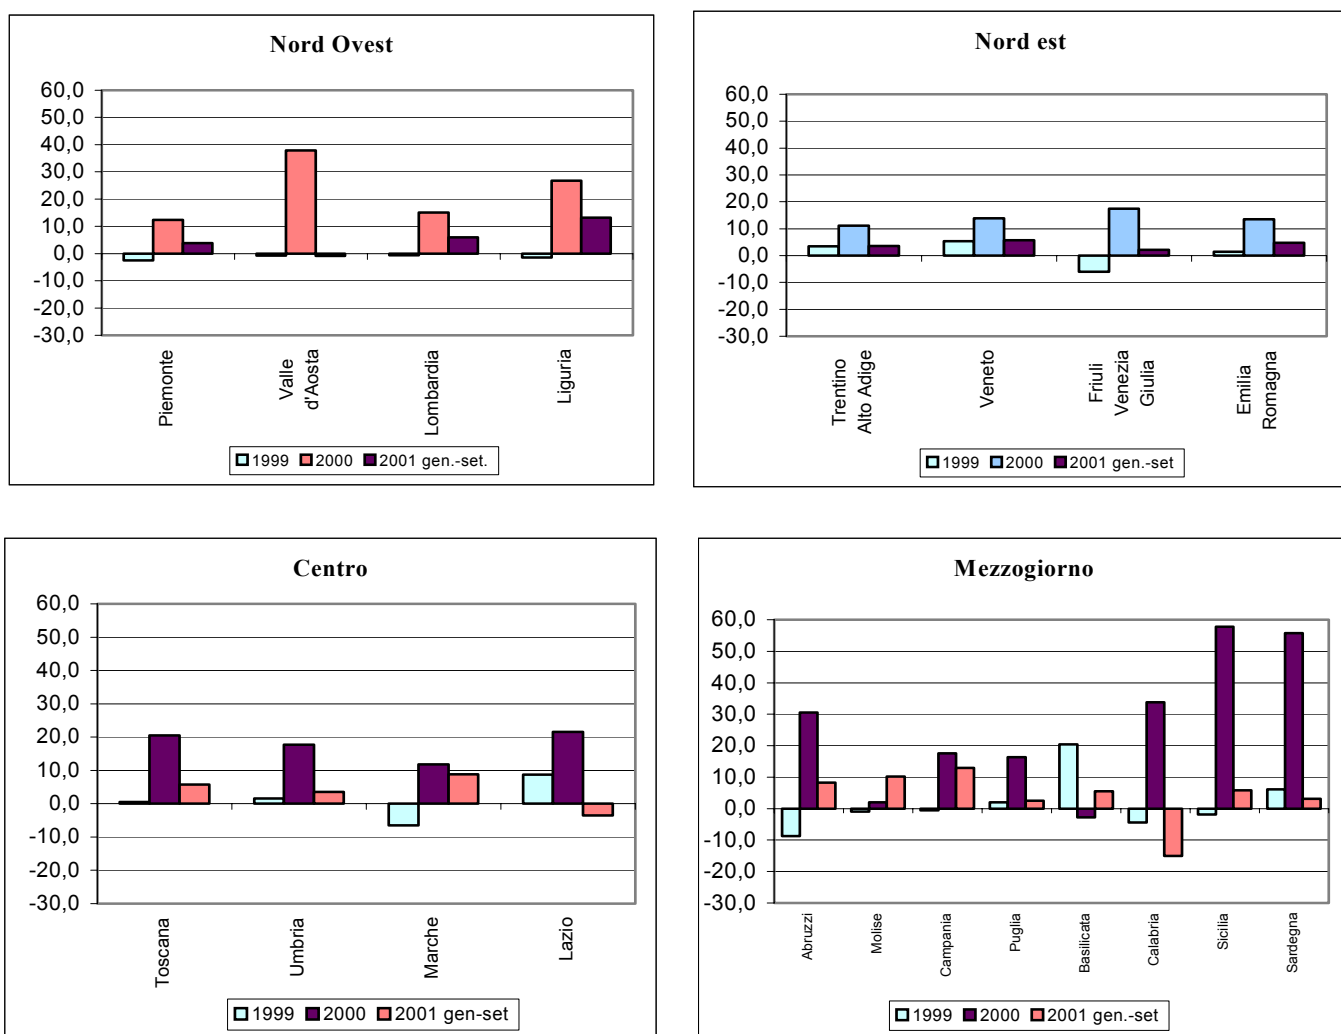 Nord Ovest
60,0
50,0
40,0
30,0
20,0
10,0
0,0
-10,0
-20,0
-30,0
Piemonte
Valle
d'Aosta
Lombardia
Liguria
1999 2000 2001 gen.-set.
Nord est
60,0
50,0
40,0
30,0
20,0
10,0
0,0
-10,0
-20,0
-30,0
Trentino
Alto Adige
Veneto
Friuli
Venezia
Giulia
Emilia
Romagna
1999 2000 2001 gen.-set
Centro
60,0
50,0
40,0
30,0
20,0
10,0
0,0
-10,0
-20,0
-30,0
Toscana
Umbria
Marche
Lazio
1999 2000 2001 gen-set
Mezzogiorno
60,0
50,0
40,0
30,0
20,0
10,0
0,0
-10,0
-20,0
-30,0
Abruzzi
Molise
Campania
Puglia
Basilicata
Calabria
Sicilia
Sardegna
1999 2000 2001 gen.-set